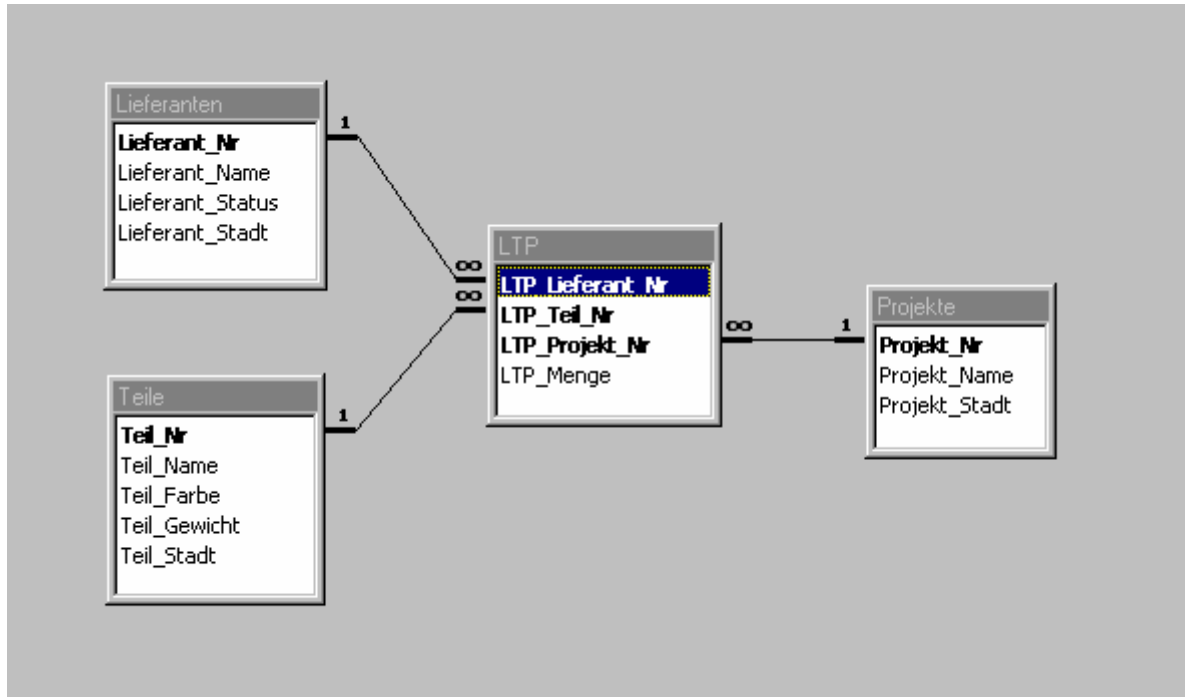 Lieferanten
Lieferant_Nr
Lieferant_Name
Lieferant_Status
Lieferant_Stadt
1
∞
LTP
LTP_Lieferant_Nr
LTP_Teil_Nr
LTP_Projekt_Nr
LTP_Menge
∞
Teile
Teil_Nr
Teil_Name
Teil_Farbe
Teil_Gewicht
Teil_Stadt
1
∞
1
Projekte
Projekt_Nr
Projekt_Name
Projekt_Stadt